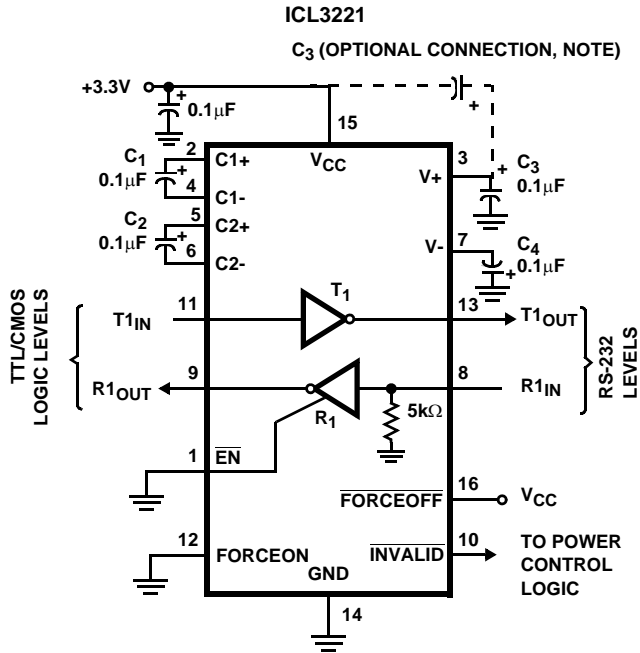 ICL3221
C₃ (OPTIONAL CONNECTION, NOTE)
+3.3V
+
0.1μF
+
15
2
C₁
0.1μF
+
4
C1+
VCC
C1-
3
V+
+
C₃
0.1μF
5
C₂
0.1μF
+
6
C2+
C2-
7
V-
C₄
0.1μF
+
TTL/CMOS
LOGIC LEVELS
T1IN
11
T₁
13
T1OUT
RS-232
LEVELS
R1OUT
9
R₁
5kΩ
8
R1IN
1
EN
16
FORCEOFF
VCC
12
FORCEON
INVALID
10
TO POWER
CONTROL
LOGIC
GND
14